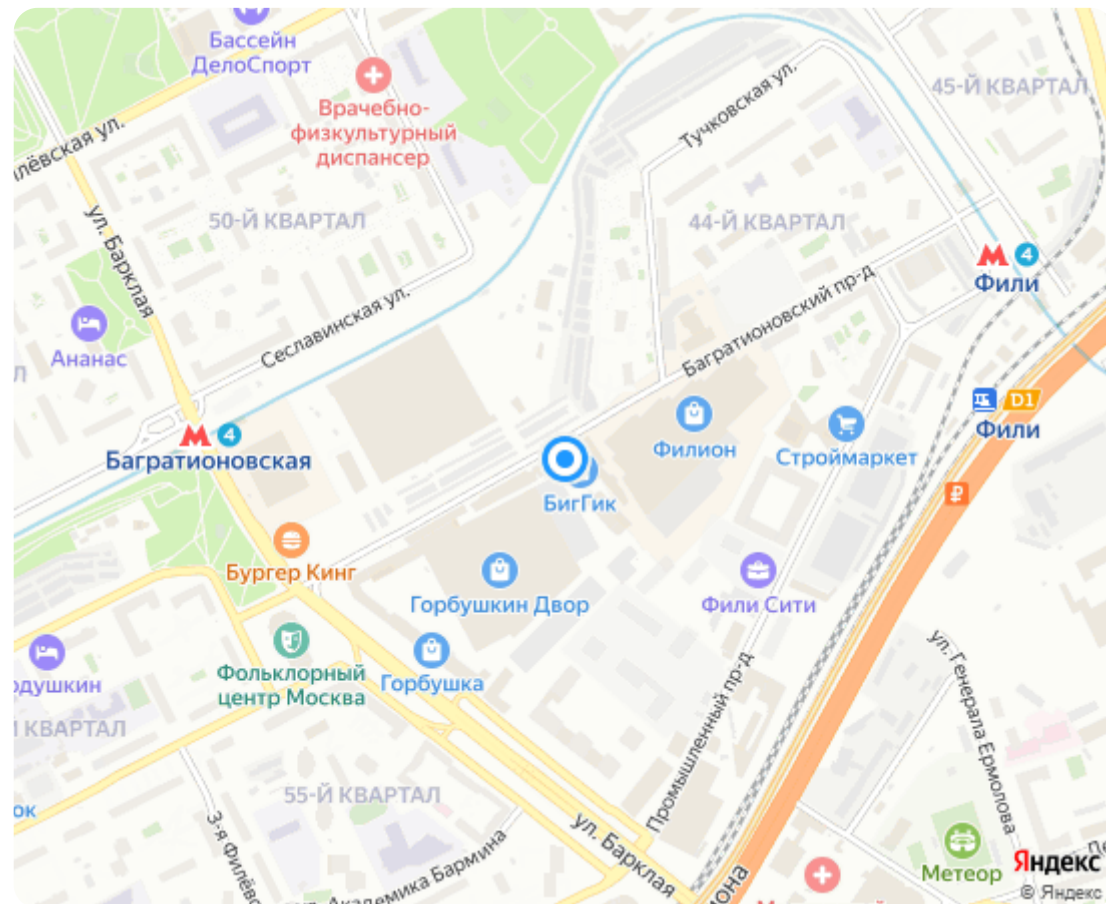 Бассейн
ДелоСпорт
45-Й КВАРТАЛ
Врачебно-
физкультурный
диспансер
Тучковская ул.
50-Й КВАРТАЛ
44-Й КВАРТАЛ
ул. Барклая
М 4
Фили
Багратионовский пр-д
Сеславинская ул.
Ананас
D1
Фили
М 4
Багратионовская
Филион
Строймаркет
₽
БигГик
Бургер Кинг
Горбушкин Двор
Фили Сити
Фольклорный
центр Москва
Горбушка
ул. Генерала Ермолова
Промышленный пр-д
КВАРТАЛ
55-Й КВАРТАЛ
ул. Барклая
Академика Бармина
Метеор
Яндекс
© Яндекс